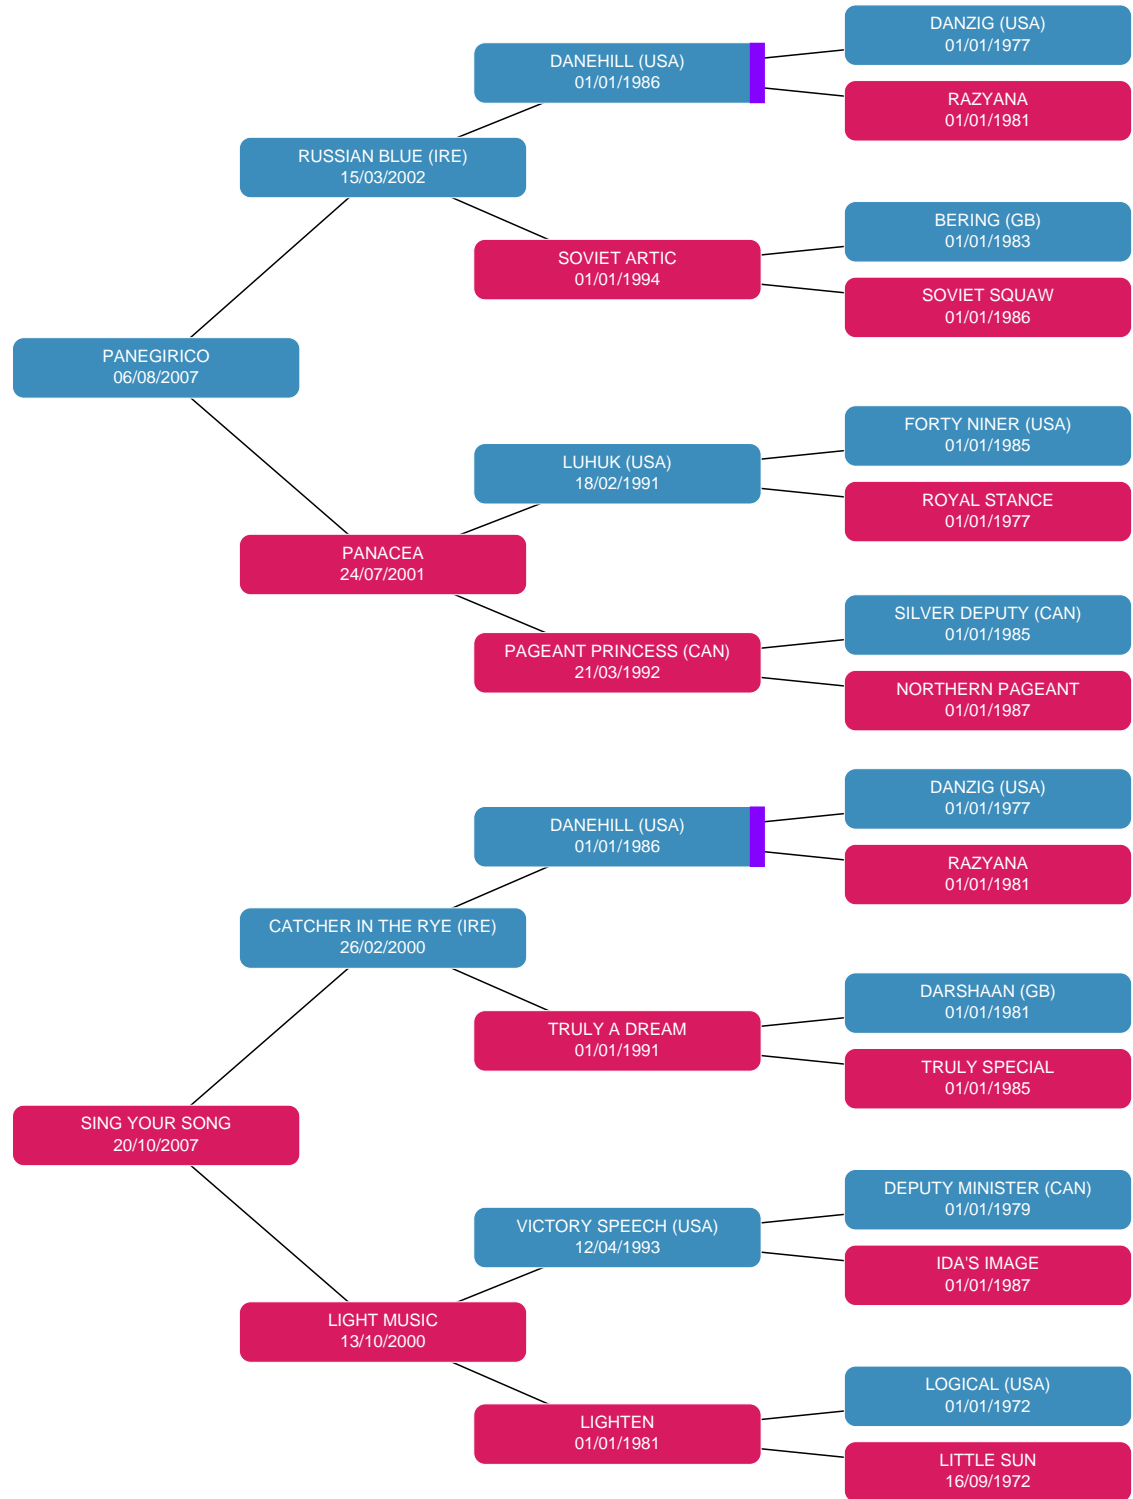 DANZIG (USA)
01/01/1977
DANEHILL (USA)
01/01/1986
RAZYANA
01/01/1981
RUSSIAN BLUE (IRE)
15/03/2002
BERING (GB)
01/01/1983
SOVIET ARTIC
01/01/1994
SOVIET SQUAW
01/01/1986
PANEGIRICO
06/08/2007
FORTY NINER (USA)
01/01/1985
LUHUK (USA)
18/02/1991
ROYAL STANCE
01/01/1977
PANACEA
24/07/2001
SILVER DEPUTY (CAN)
01/01/1985
PAGEANT PRINCESS (CAN)
21/03/1992
NORTHERN PAGEANT
01/01/1987
DANZIG (USA)
01/01/1977
DANEHILL (USA)
01/01/1986
RAZYANA
01/01/1981
CATCHER IN THE RYE (IRE)
26/02/2000
DARSHAAN (GB)
01/01/1981
TRULY A DREAM
01/01/1991
TRULY SPECIAL
01/01/1985
SING YOUR SONG
20/10/2007
DEPUTY MINISTER (CAN)
01/01/1979
VICTORY SPEECH (USA)
12/04/1993
IDA'S IMAGE
01/01/1987
LIGHT MUSIC
13/10/2000
LOGICAL (USA)
01/01/1972
LIGHTEN
01/01/1981
LITTLE SUN
16/09/1972